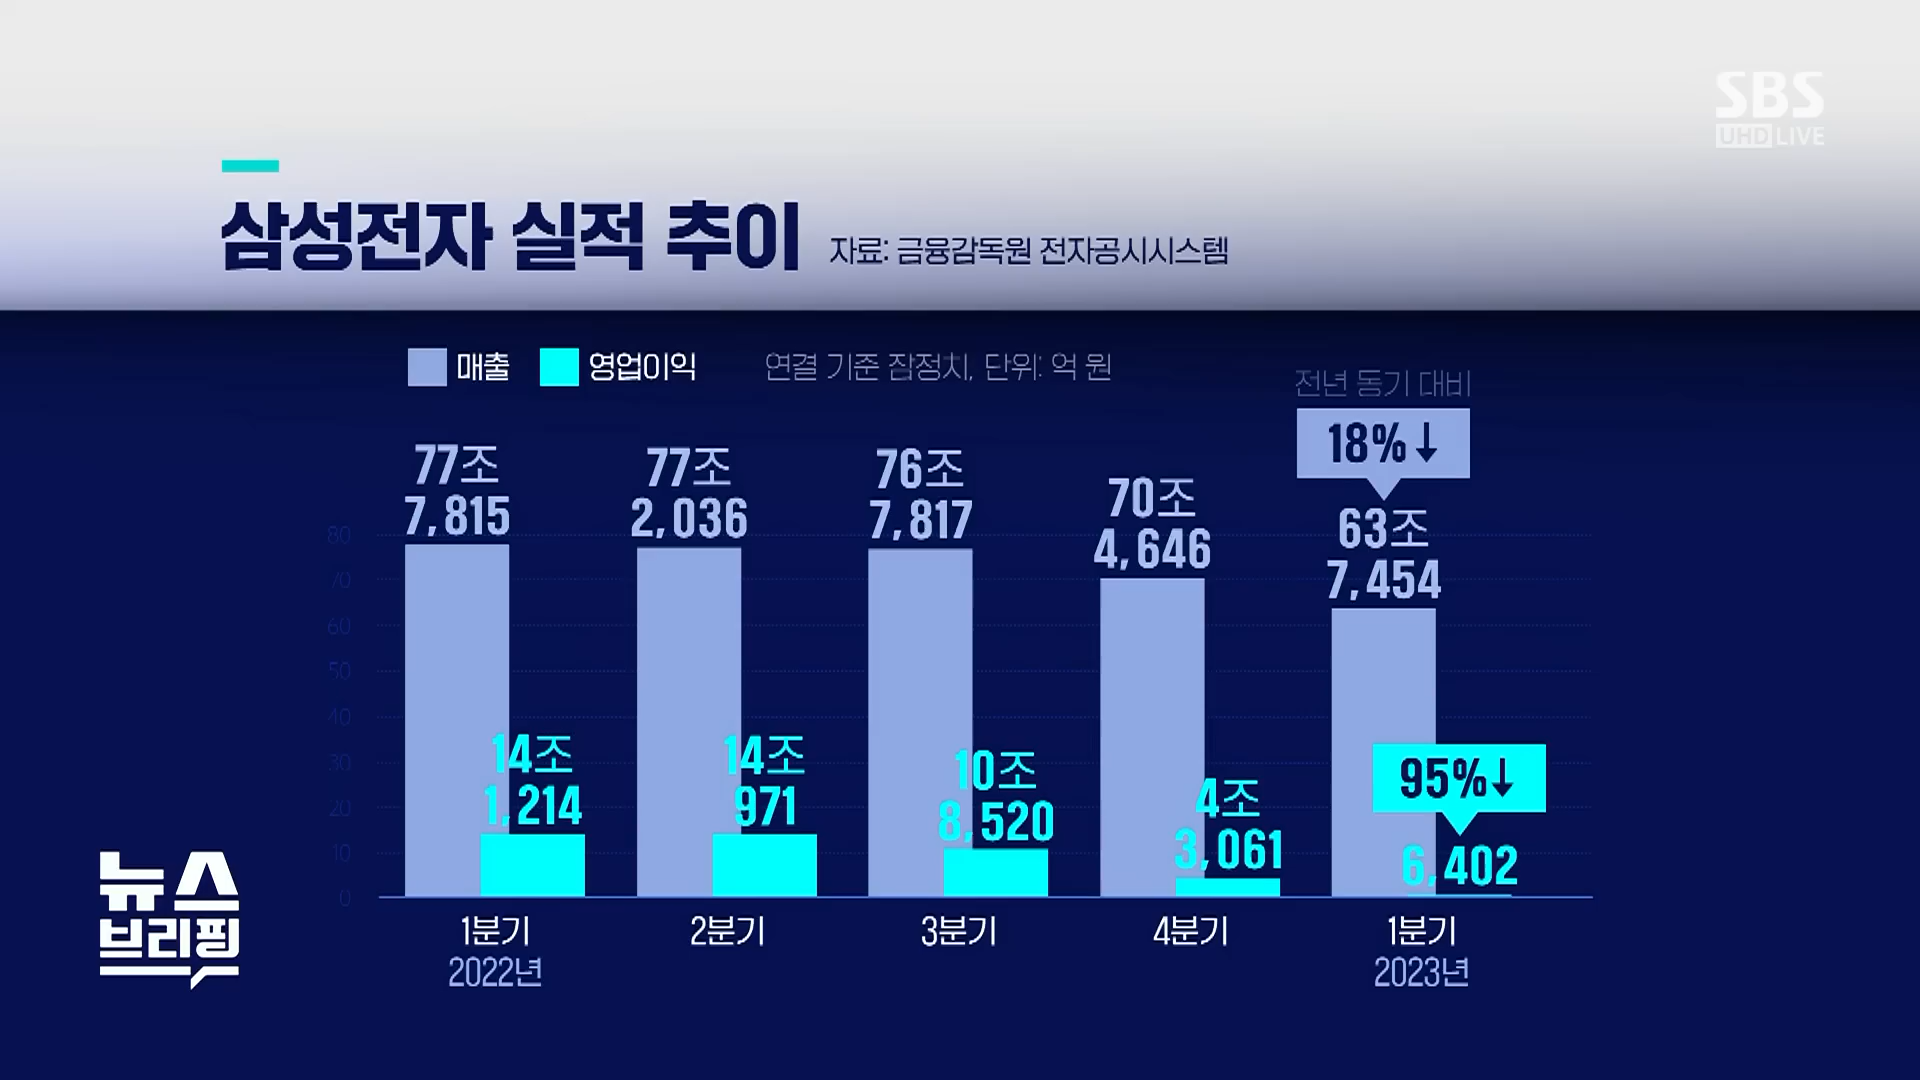 SBS
UHD LIVE
삼성전자 실적 추이 자료: 금융감독원 전자공시시스템
매출 영업이익 연결 기준 잠정치, 단위: 억 원
전년 동기 대비
18%↓
77조
7,815
77조
2,036
76조
7,817
70조
4,646
63조
7,454
80
70
60
50
40
30
20
10
0
14조
1,214
14조
971
10조
8,520
4조
3,061
95%↓
6,402
1분기
2022년
2분기
3분기
4분기
1분기
2023년
뉴스
브리핑